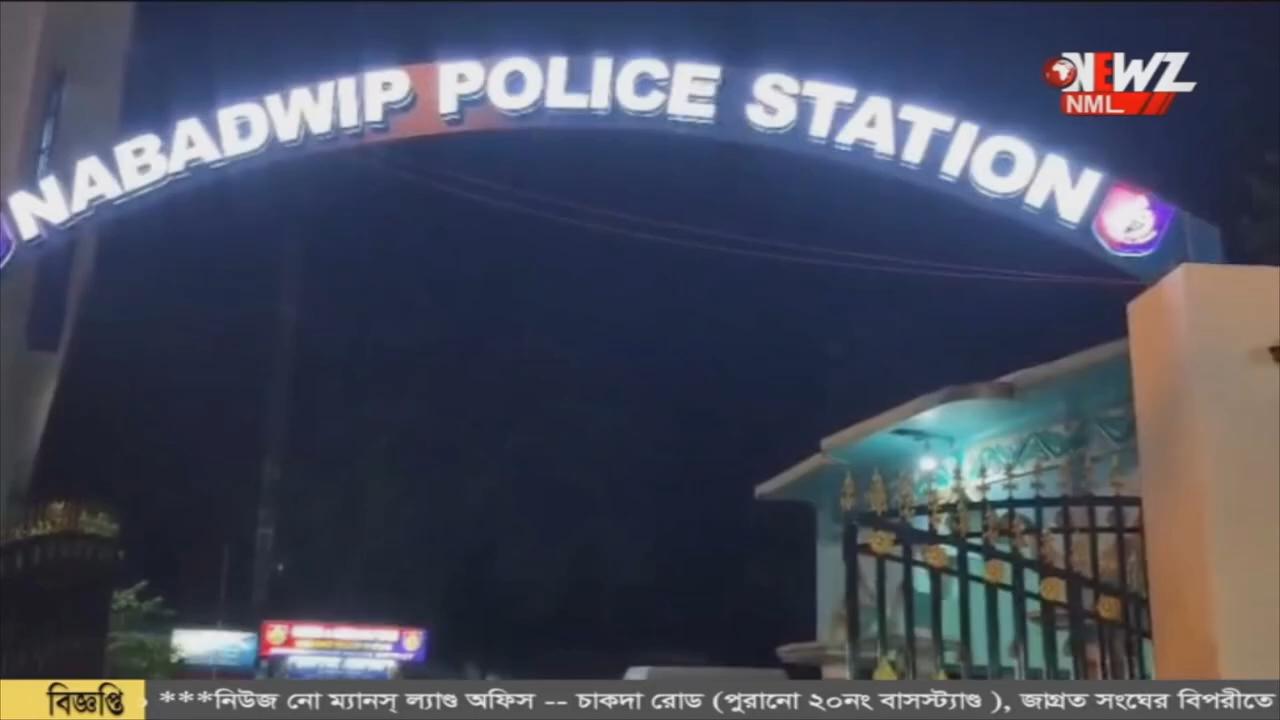 NABADWIP POLICE STATION
NEWZ
NML
বিজ্ঞপ্তি
***নিউজ নো ম্যানস্ ল্যাণ্ড অফিস -- চাকদা রোড (পুরানো ২০নং বাসস্ট্যাণ্ড ), জাগ্রত সংঘের বিপরীতে